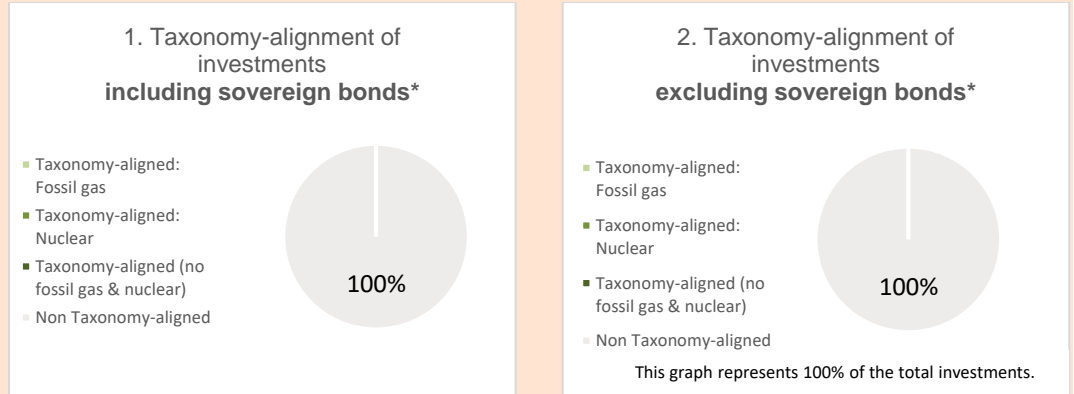 1. Taxonomy-alignment of
investments
including sovereign bonds*
Taxonomy-aligned:
Fossil gas
Taxonomy-aligned:
Nuclear
Taxonomy-aligned (no
fossil gas & nuclear)
Non Taxonomy-aligned
100%
2. Taxonomy-alignment of
investments
excluding sovereign bonds*
Taxonomy-aligned:
Fossil gas
Taxonomy-aligned:
Nuclear
Taxonomy-aligned (no
fossil gas & nuclear)
Non Taxonomy-aligned
100%
This graph represents 100% of the total investments.